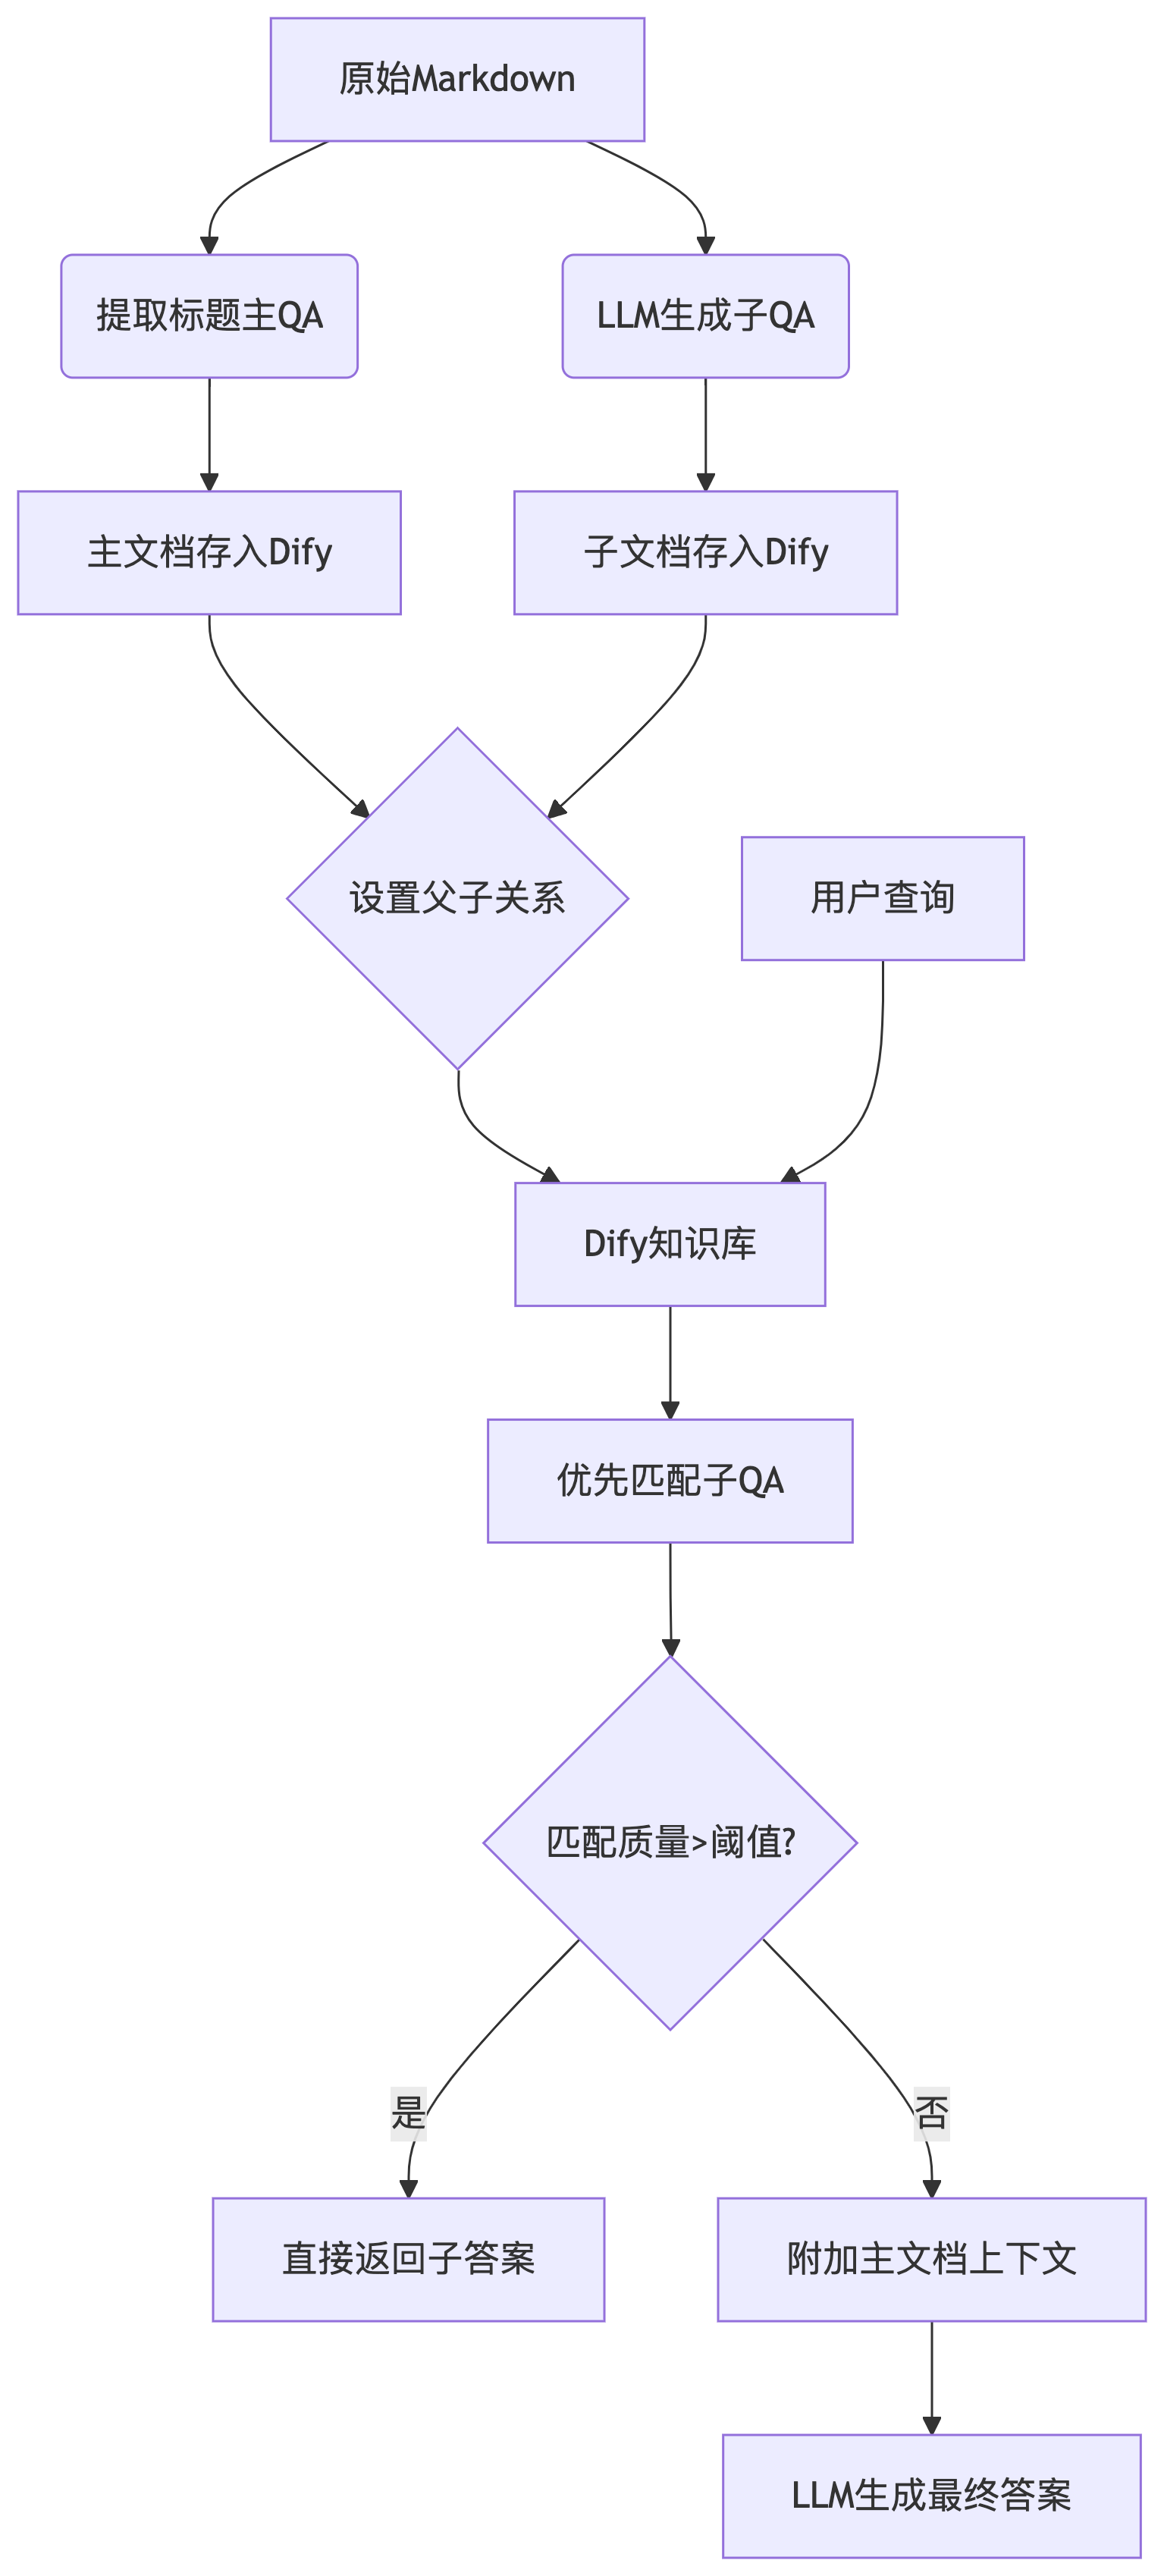 原始Markdown
提取标题主QA
LLM生成子QA
主文档存入Dify
子文档存入Dify
设置父子关系
用户查询
Dify知识库
优先匹配子QA
匹配质量>阈值?
是
否
直接返回子答案
附加主文档上下文
LLM生成最终答案